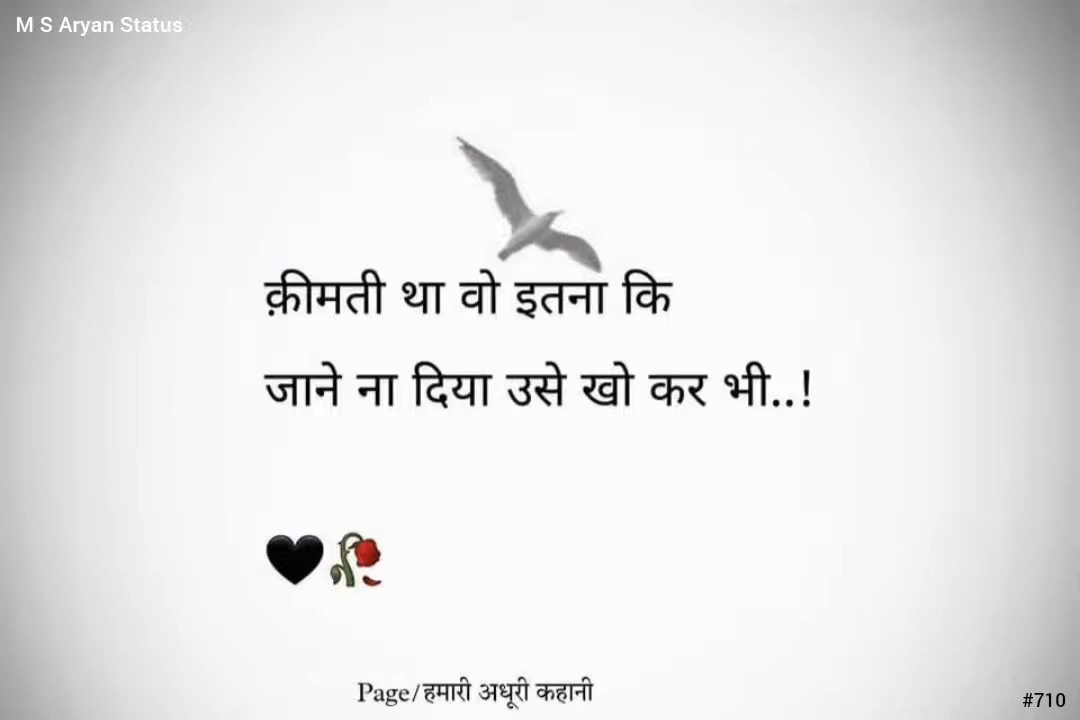 M S Aryan Status
क़ीमती था वो इतना कि
जाने ना दिया उसे खो कर भी..!
🖤🥀
Page/हमारी अधूरी कहानी
#710